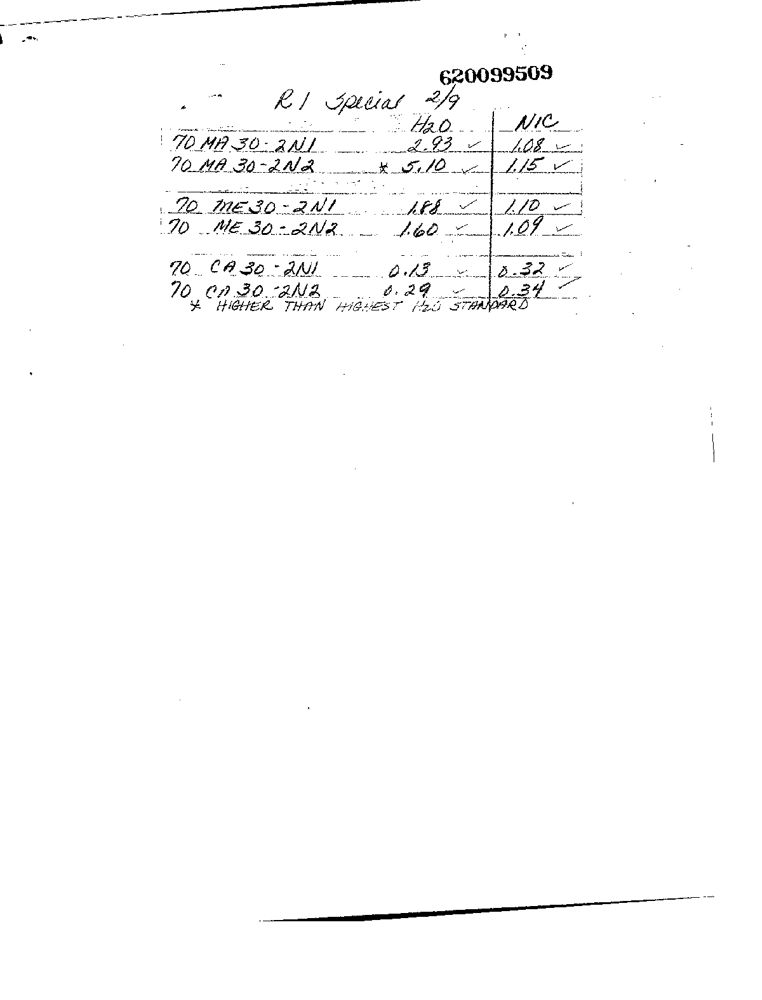 620099509
R1 Special 2/9
H2O NIC
70 MA 30-2N1 2.93 ✓ 1.08 ✓
70 MA 30-2N2 * 5.10 ✓ 1.15 ✓
70 ME 30-2N1 1.88 ✓ 1.10 ✓
70 ME 30-2N2 1.60 ✓ 1.09 ✓
70 CA 30-2N1 0.13 ✓ 0.32 ✓
70 CA 30-2N2 0.29 ✓ 0.34 ✓
* HIGHER THAN HIGHEST H2O STANDARD